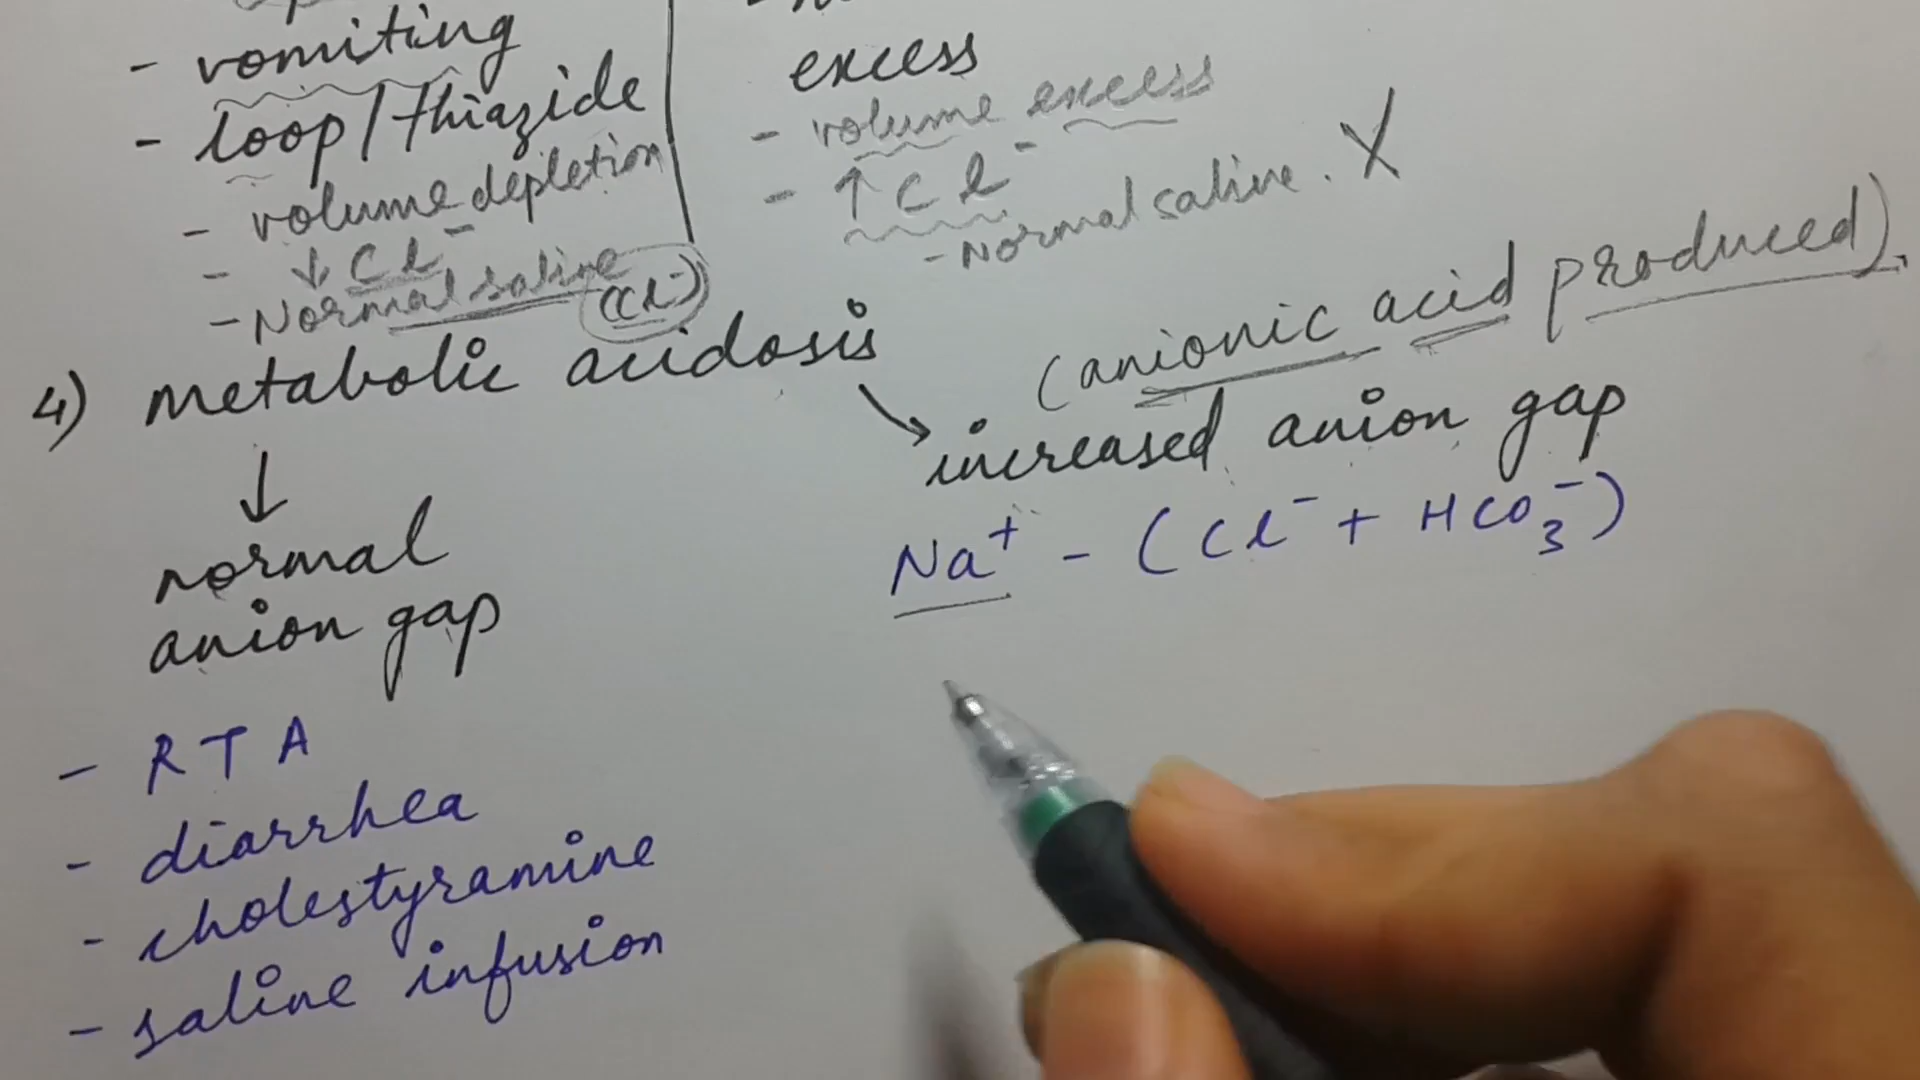 - vomiting
- loop/thiazide
- volume depletion
- ↓ Cl⁻
- Normal saline (Cl⁻)
excess
- volume excess
- ↑ Cl⁻
- Normal saline. X
4) metabolic acidosis
↓
normal
anion gap
- RTA
- diarrhea
- cholestyramine
- saline infusion
(anionic acid produced)
→ increased anion gap
Na⁺ - (Cl⁻ + HCO₃⁻)